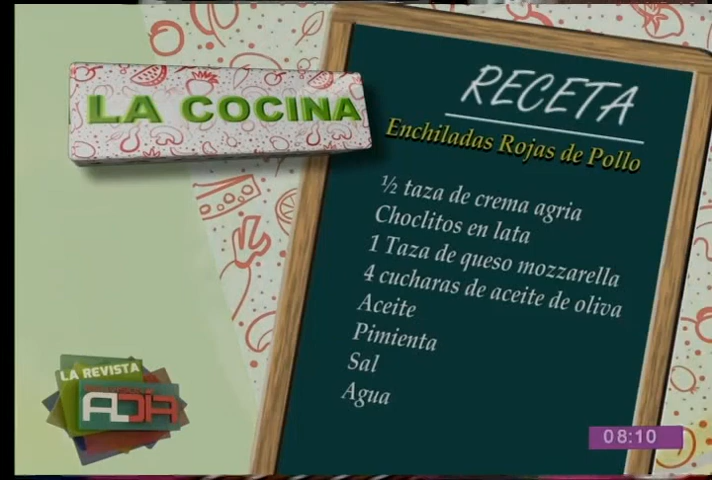 LA COCINA
RECETA
Enchiladas Rojas de Pollo
½ taza de crema agria
Choclitos en lata
1 Taza de queso mozzarella
4 cucharas de aceite de oliva
Aceite
Pimienta
Sal
Agua
LA REVISTA
ALDIA
08:10